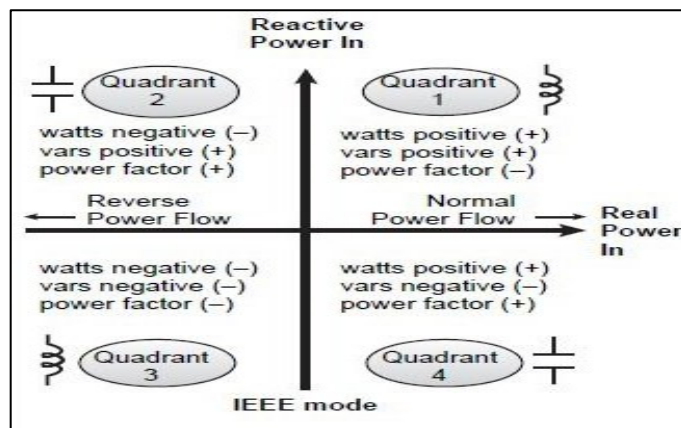 Reactive
Power In
Quadrant
2
Quadrant
1
watts negative (–)
vars positive (+)
power factor (+)
watts positive (+)
vars positive (+)
power factor (–)
Reverse
Power Flow
Normal
Power Flow
Real
Power
In
watts negative (–)
vars negative (–)
power factor (–)
watts positive (+)
vars negative (–)
power factor (+)
Quadrant
3
Quadrant
4
IEEE mode